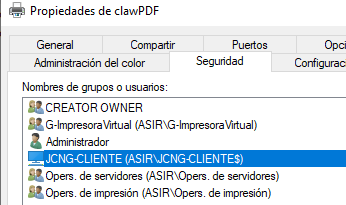 Propiedades de clawPDF
General Compartir Puertos Opci
Administración del color Seguridad Configurac
Nombres de grupos o usuarios:
CREATOR OWNER
G-ImpresoraVirtual (ASIR\G-ImpresoraVirtual)
Administrador
JCNG-CLIENTE (ASIR\JCNG-CLIENTE$)
Opers. de servidores (ASIR\Opers. de servidores)
Opers. de impresión (ASIR\Opers. de impresión)